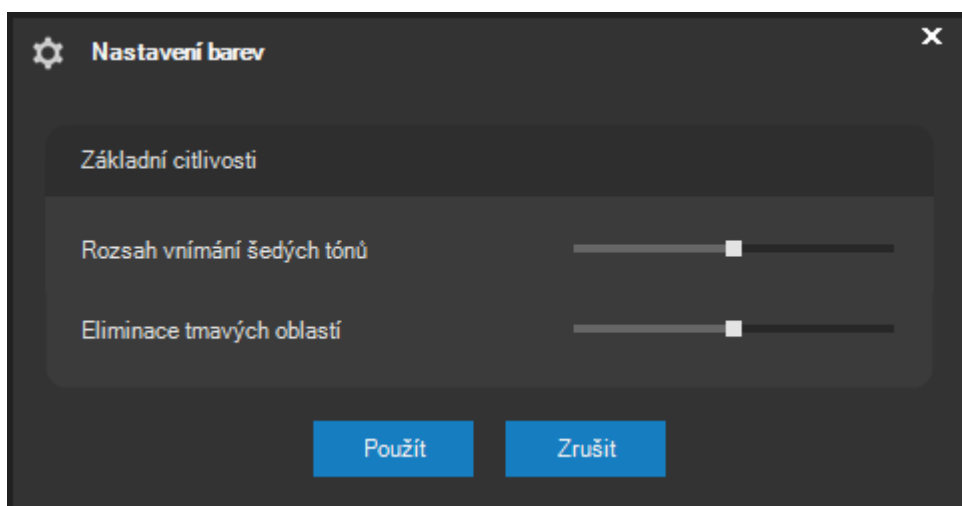 Nastavení barev
Základní citlivosti
Rozsah vnímání šedých tónů
Eliminace tmavých oblastí
Použít
Zrušit